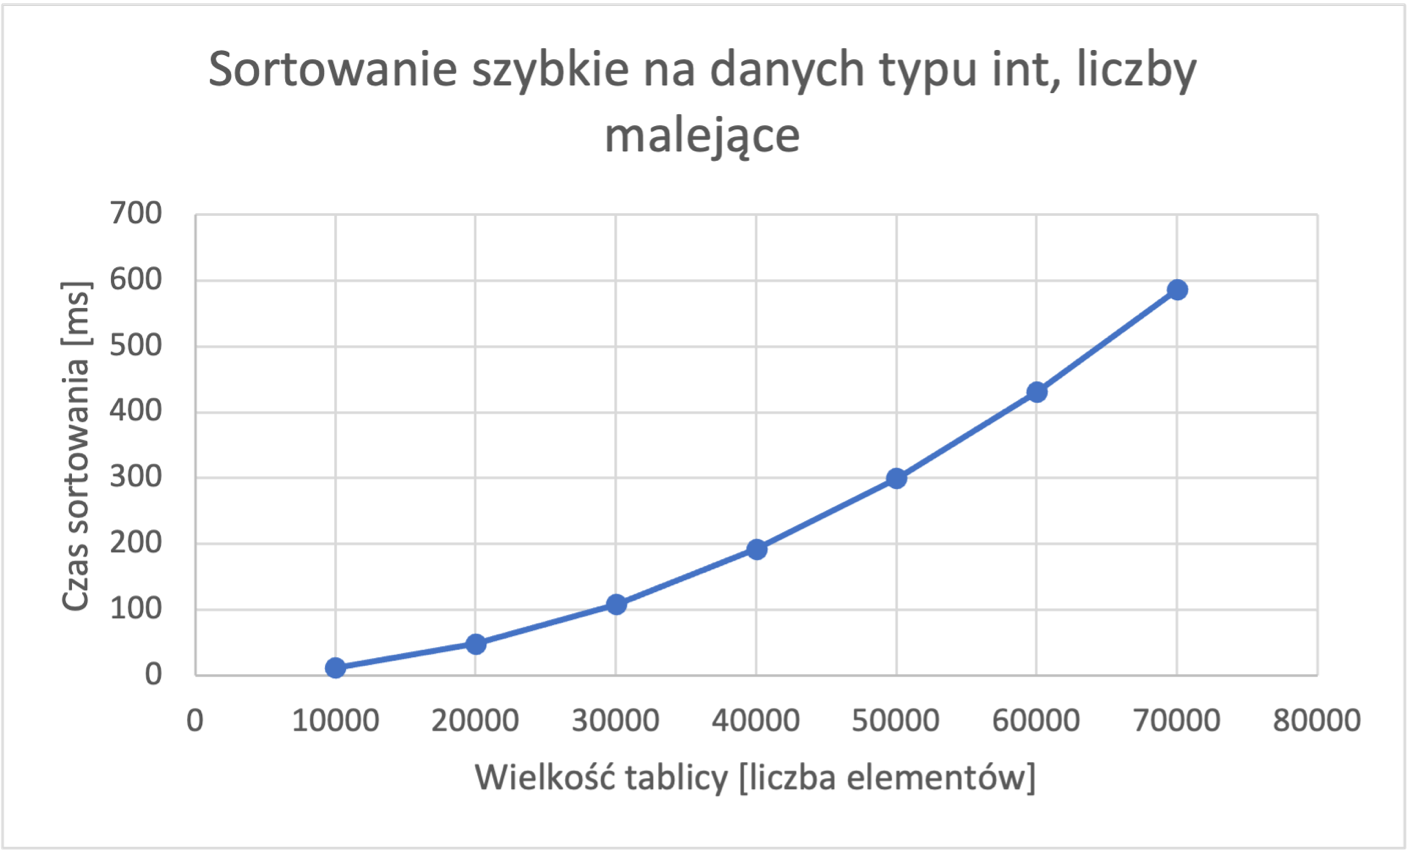 Sortowanie szybkie na danych typu int, liczby
malejące
700
600
500
400
300
200
100
0
Czas sortowania [ms]
0 10000 20000 30000 40000 50000 60000 70000 80000
Wielkość tablicy [liczba elementów]